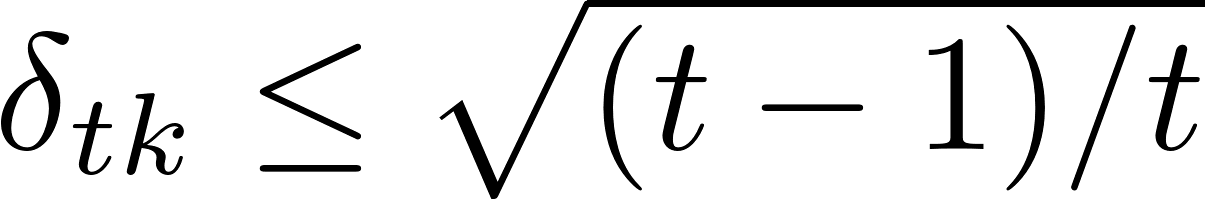 δ_{tk} ≤ √(t − 1)/t